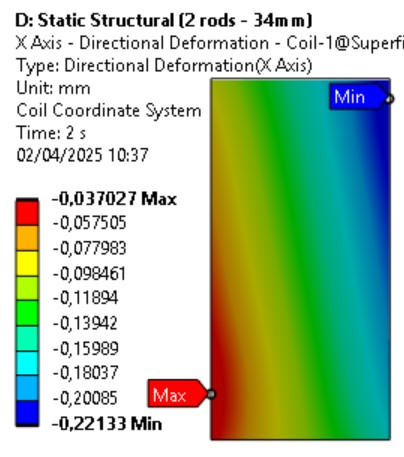 D: Static Structural (2 rods - 34mm)
X Axis - Directional Deformation - Coil-1@Superfi
Type: Directional Deformation(X Axis)
Unit: mm
Coil Coordinate System
Time: 2 s
02/04/2025 10:37
Min
-0,037027 Max
-0,057505
-0,077983
-0,098461
-0,11894
-0,13942
-0,15989
-0,18037
-0,20085
-0,22133 Min
Max